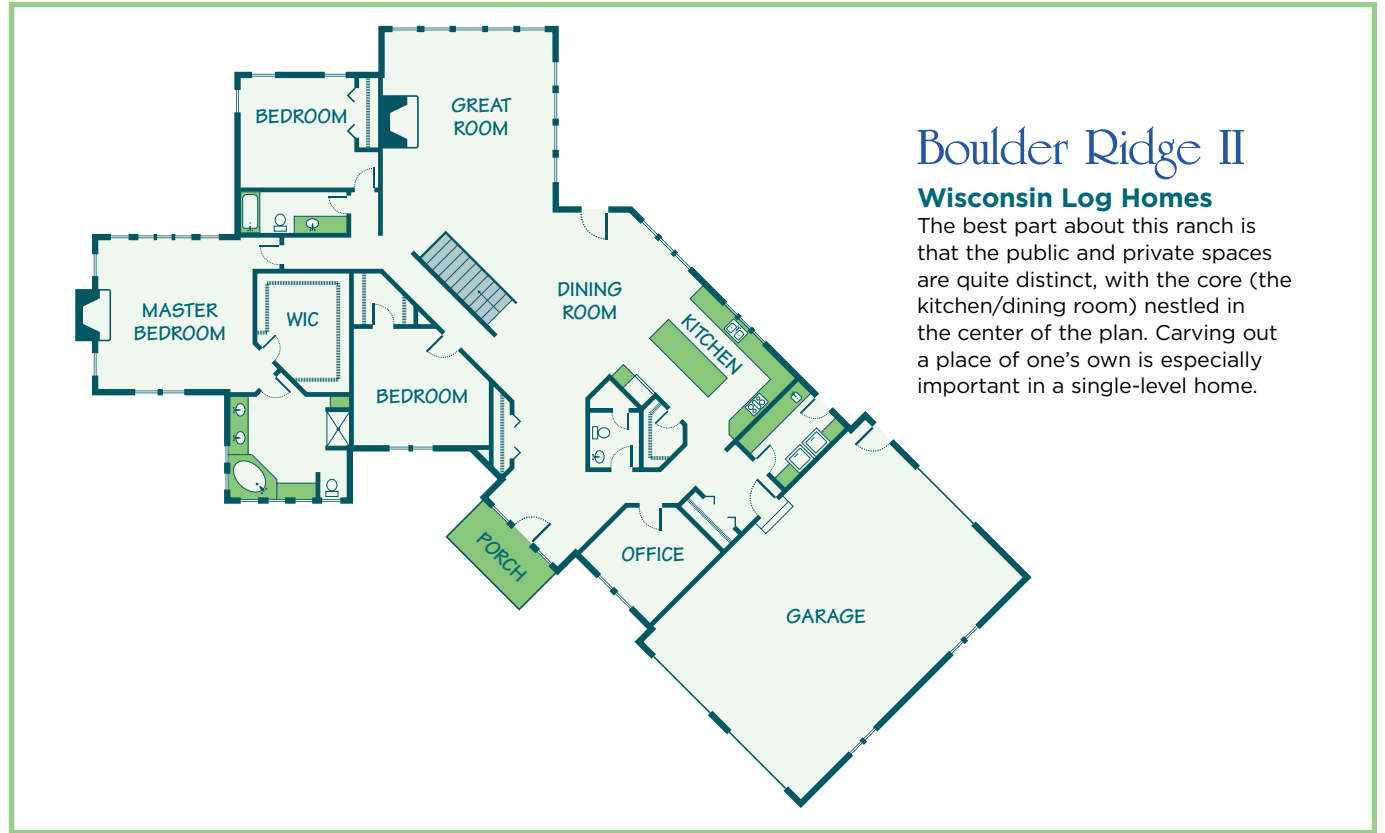 BEDROOM
GREAT
ROOM
MASTER
BEDROOM
WIC
DINING
ROOM
KITCHEN
BEDROOM
PORCH
OFFICE
GARAGE
Boulder Ridge II
Wisconsin Log Homes
The best part about this ranch is
that the public and private spaces
are quite distinct, with the core (the
kitchen/dining room) nestled in
the center of the plan. Carving out
a place of one’s own is especially
important in a single-level home.